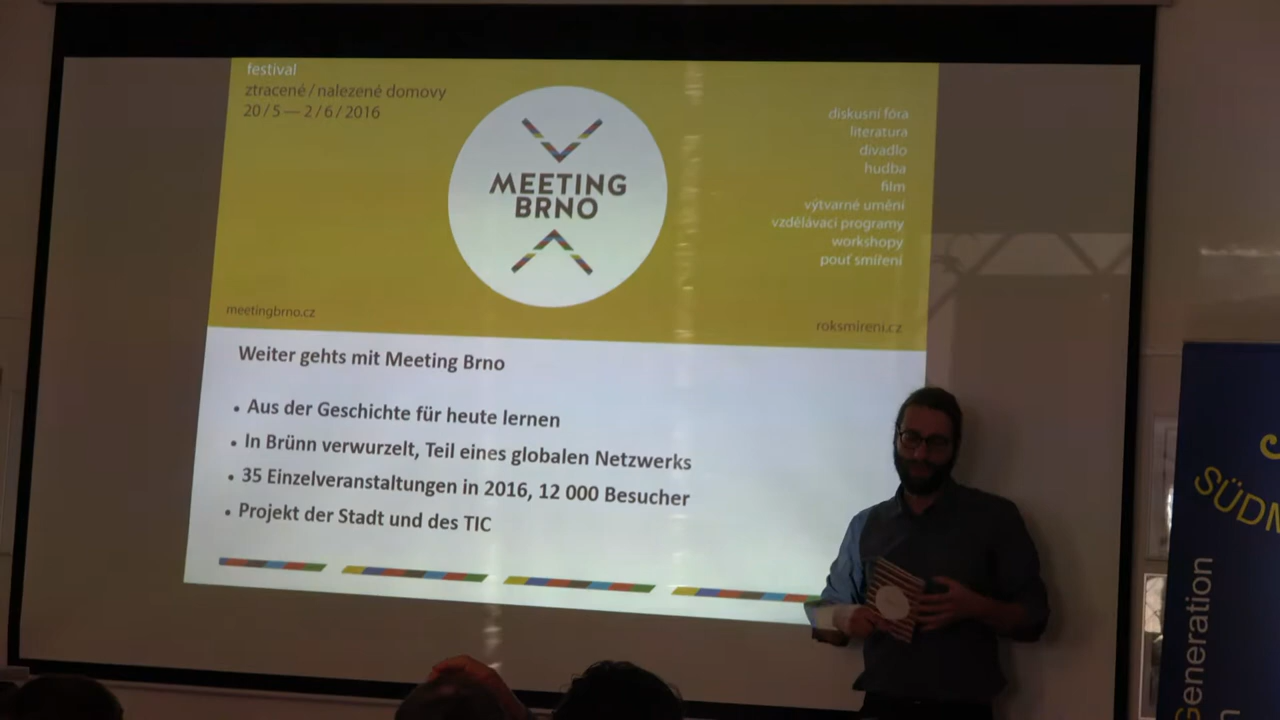 festival
ztracené / nalezené domovy
20 / 5 — 2 / 6 / 2016
MEETING
BRNO
diskusní fóra
literatura
divadlo
hudba
film
výtvarné umění
vzdělávací programy
workshopy
pouť smíření
meetingbrno.cz
roksmireni.cz
Weiter gehts mit Meeting Brno
• Aus der Geschichte für heute lernen
• In Brünn verwurzelt, Teil eines globalen Netzwerks
• 35 Einzelveranstaltungen in 2016, 12 000 Besucher
• Projekt der Stadt und des TIC
Generation